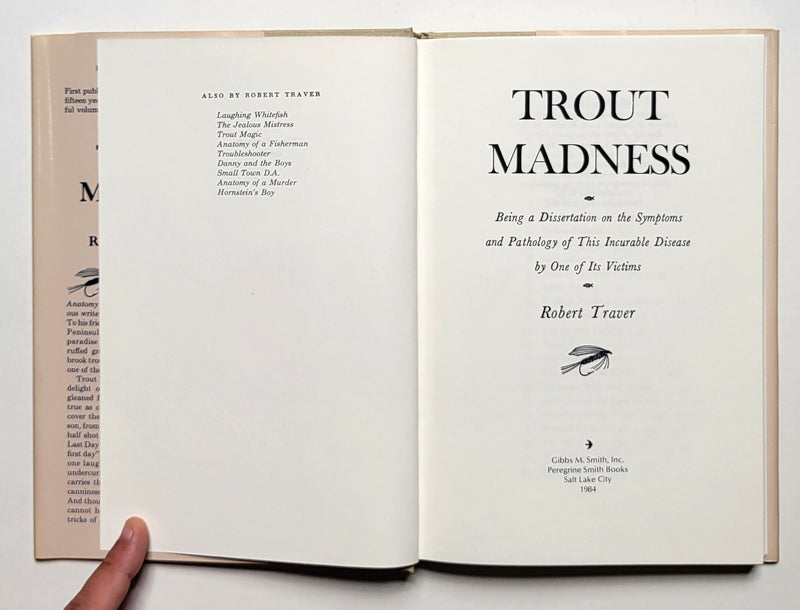 First publ
fifteen ye
ful volum
M
R
Anatomy
ous write
To his frie
Peninsul
paradise
ruffed gr
brook trou
one of the
Trout
delight o
gleaned f
true as c
cover the
son, from
half shot
Last Day
first day"
one laug
undercur
carries th
canniness
And thou
cannot h
tricks of
ALSO BY ROBERT TRAVER
Laughing Whitefish
The Jealous Mistress
Trout Magic
Anatomy of a Fisherman
Troubleshooter
Danny and the Boys
Small Town D.A.
Anatomy of a Murder
Hornstein's Boy
TROUT
MADNESS
Being a Dissertation on the Symptoms
and Pathology of This Incurable Disease
by One of Its Victims
Robert Traver
Gibbs M. Smith, Inc.
Peregrine Smith Books
Salt Lake City
1984